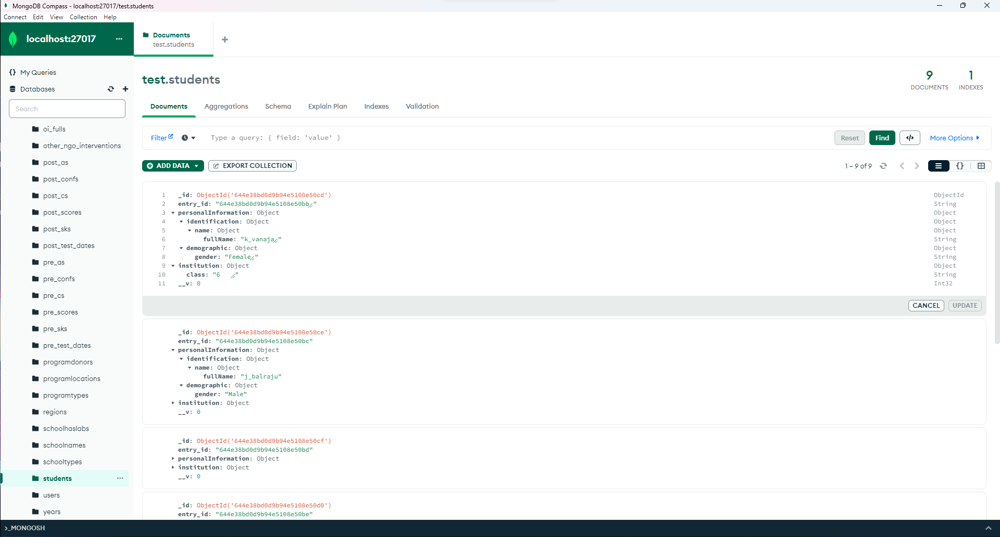 MongoDB Compass - localhost:27017/test.students
Connect Edit View Collection Help
localhost:27017 ...
Documents
test.students
My Queries
Databases
Search
oi_fulls
other_ngo_interventions
post_as
post_confs
post_cs
post_scores
post_sks
post_test_dates
pre_as
pre_confs
pre_cs
pre_scores
pre_sks
pre_test_dates
programdonors
programlocations
programtypes
regions
schoolhaslabs
schoolnames
schooltypes
students ...
users
years
test.students
9
DOCUMENTS
1
INDEXES
Documents Aggregations Schema Explain Plan Indexes Validation
Filter Type a query: { field: 'value' } Reset Find </> More Options
ADD DATA EXPORT COLLECTION 1 – 9 of 9 {}
1 _id: ObjectId('644e38bd0d9b94e5108e50cd') ObjectId
2 entry_id: "644e38bd0d9b94e5108e50bb" String
3 personalInformation: Object Object
4 identification: Object Object
5 name: Object Object
6 fullName: "k_vanaja" String
7 demographic: Object Object
8 gender: "Female" String
9 institution: Object Object
10 class: "6" String
11 __v: 0 Int32
CANCEL UPDATE
_id: ObjectId('644e38bd0d9b94e5108e50ce')
entry_id: "644e38bd0d9b94e5108e50bc"
personalInformation: Object
identification: Object
name: Object
fullName: "j_balraju"
demographic: Object
gender: "Male"
institution: Object
__v: 0
_id: ObjectId('644e38bd0d9b94e5108e50cf')
entry_id: "644e38bd0d9b94e5108e50bd"
personalInformation: Object
institution: Object
__v: 0
_id: ObjectId('644e38bd0d9b94e5108e50d0')
entry_id: "644e38bd0d9b94e5108e50be"
>_MONGOSH